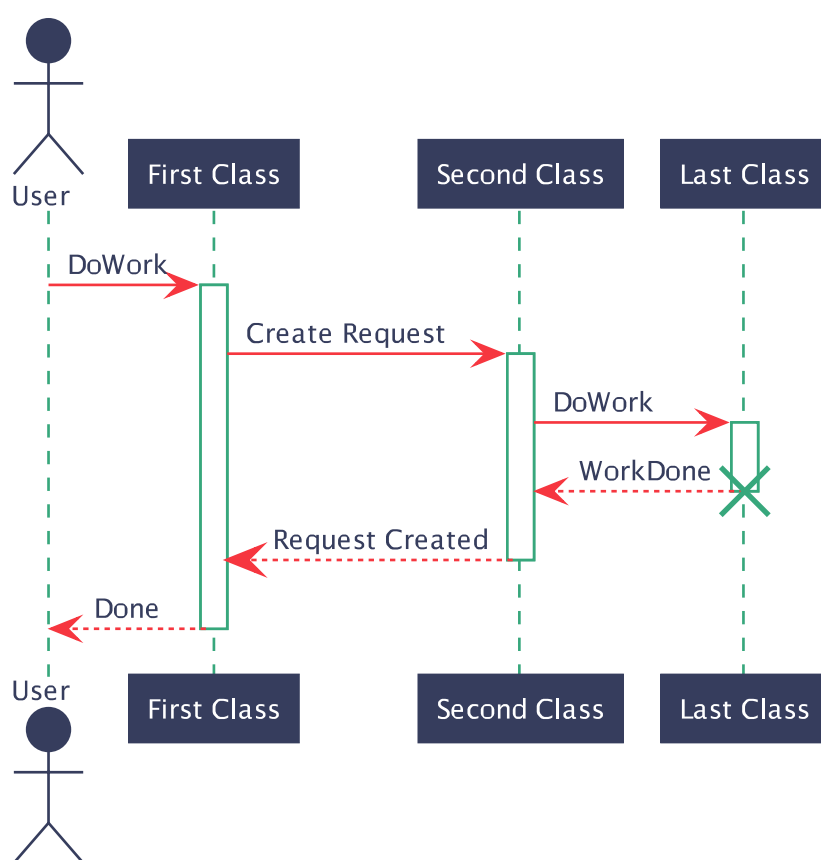 User
First Class
Second Class
Last Class
DoWork
Create Request
DoWork
WorkDone
Request Created
Done
User
First Class
Second Class
Last Class